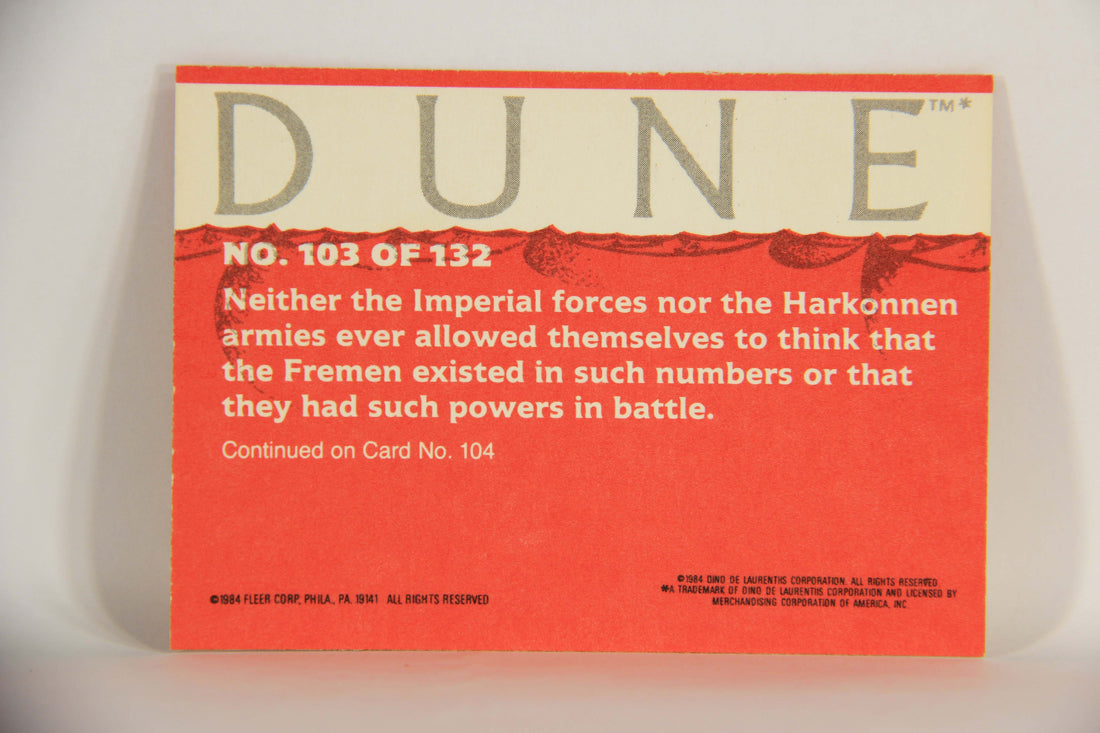 DUNE™*
NO. 103 OF 132
Neither the Imperial forces nor the Harkonnen
armies ever allowed themselves to think that
the Fremen existed in such numbers or that
they had such powers in battle.
Continued on Card No. 104
©1984 FLEER CORP., PHILA., PA. 19141 ALL RIGHTS RESERVED
©1984 DINO DE LAURENTIIS CORPORATION. ALL RIGHTS RESERVED.
*A TRADEMARK OF DINO DE LAURENTIIS CORPORATION AND LICENSED BY
MERCHANDISING CORPORATION OF AMERICA, INC.